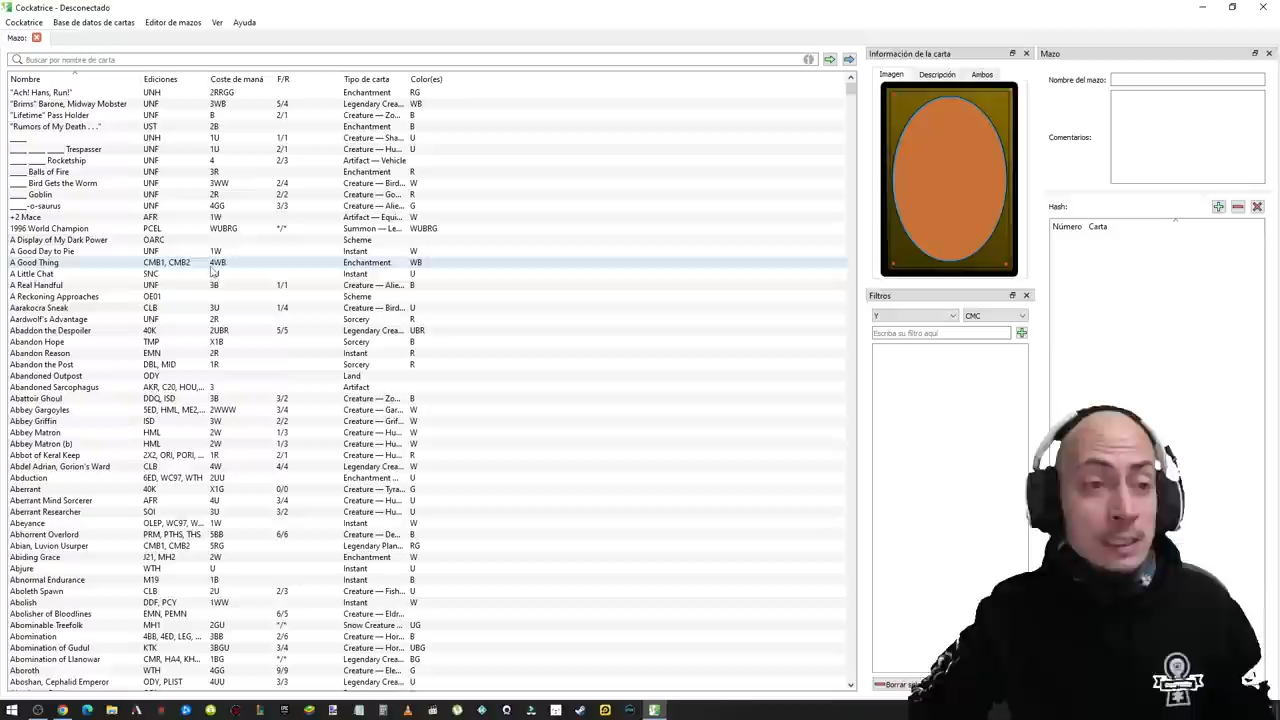 Cockatrice - Desconectado
Cockatrice Base de datos de cartas Editor de mazos Ver Ayuda
Mazo:
Buscar por nombre de carta
Nombre Ediciones Coste de maná F/R Tipo de carta Color(es)
"Ach! Hans, Run!" UNH 2RRGG Enchantment RG
"Brims" Barone, Midway Mobster UNF 3WB 5/4 Legendary Crea... WB
"Lifetime" Pass Holder UNF B 2/1 Creature — Zo... B
"Rumors of My Death . . ." UST 2B Enchantment B
_____ UNH 1U 1/1 Creature — Sha... U
_____ _____ _____ Trespasser UNF 1U 2/1 Creature — Hu... U
_____ _____ Rocketship UNF 4 2/3 Artifact — Vehicle
_____ Balls of Fire UNF 3R Enchantment R
_____ Bird Gets the Worm UNF 3WW 2/4 Creature — Bird... W
_____ Goblin UNF 2R 2/2 Creature — Go... R
_____-o-saurus UNF 4GG 3/3 Creature — Alie... G
+2 Mace AFR 1W Artifact — Equi... W
1996 World Champion PCEL WUBRG */* Summon — Le... WUBRG
A Display of My Dark Power OARC Scheme
A Good Day to Pie UNF 1W Instant W
A Good Thing CMB1, CMB2 4WB Enchantment WB
A Little Chat SNC Instant U
A Real Handful UNF 3B 1/1 Creature — Alie... B
A Reckoning Approaches OE01 Scheme
Aarakocra Sneak CLB 3U 1/4 Creature — Bird... U
Aardwolf's Advantage UNF 2R Sorcery R
Abaddon the Despoiler 40K 2UBR 5/5 Legendary Crea... UBR
Abandon Hope TMP X1B Sorcery B
Abandon Reason EMN 2R Instant R
Abandon the Post DBL, MID 1R Sorcery R
Abandoned Outpost ODY Land
Abandoned Sarcophagus AKR, C20, HOU,... 3 Artifact
Abattoir Ghoul DDQ, ISD 3B 3/2 Creature — Zo... B
Abbey Gargoyles 5ED, HML, ME2,... 2WWW 3/4 Creature — Gar... W
Abbey Griffin ISD 3W 2/2 Creature — Grif... W
Abbey Matron HML 2W 1/3 Creature — Hu... W
Abbey Matron (b) HML 2W 1/3 Creature — Hu... W
Abbot of Keral Keep 2X2, ORI, PORI, ... 1R 2/1 Creature — Hu... R
Abdel Adrian, Gorion's Ward CLB 4W 4/4 Legendary Crea... W
Abduction 6ED, WC97, WTH 2UU Enchantment ... U
Aberrant 40K X1G 0/0 Creature — Tyra... G
Aberrant Mind Sorcerer AFR 4U 3/4 Creature — Hu... U
Aberrant Researcher SOI 3U 3/2 Creature — Hu... U
Abeyance OLEP, WC97, W... 1W Instant W
Abhorrent Overlord PRM, PTHS, THS 5BB 6/6 Creature — De... B
Abian, Luvion Usurper CMB1, CMB2 5RG Legendary Plan... RG
Abiding Grace J21, MH2 2W Enchantment W
Abjure WTH U Instant U
Abnormal Endurance M19 1B Instant B
Aboleth Spawn CLB 2U 2/3 Creature — Fish... U
Abolish DDF, PCY 1WW Instant W
Abolisher of Bloodlines EMN, PEMN 6/5 Creature — Eldr...
Abominable Treefolk MH1 2GU */* Snow Creature ... UG
Abomination 4BB, 4ED, LEG, ... 3BB 2/6 Creature — Hor... B
Abomination of Gudul KTK 3BGU 3/4 Creature — Hor... UBG
Abomination of Llanowar CMR, HA4, KH... 1BG */* Legendary Crea... BG
Aboroth WTH 4GG 9/9 Creature — Ele... G
Aboshan, Cephalid Emperor ODY, PLIST 4UU 3/3 Legendary Crea... U
Información de la carta
Imagen Descripción Ambos
Filtros
Y CMC
Escriba su filtro aquí
Borrar
Mazo
Nombre del mazo:
Comentarios:
Hash:
Número Carta